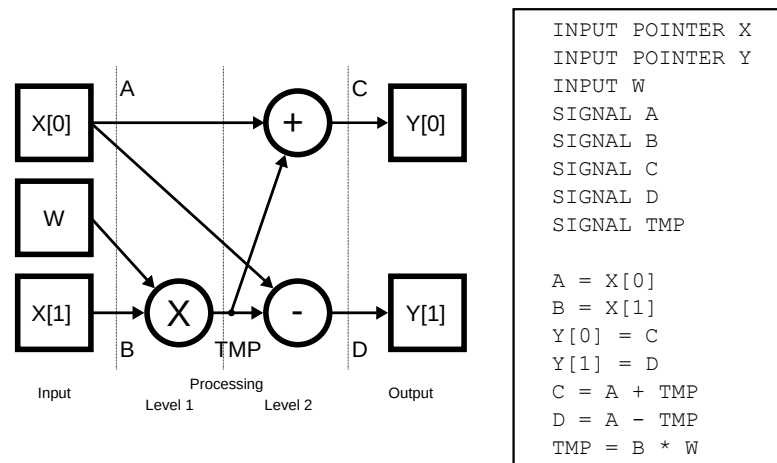 A
C
X[0]
+
Y[0]
W
X[1]
X
-
Y[1]
B
TMP
D
Input
Processing
Level 1
Level 2
Output
INPUT POINTER X
INPUT POINTER Y
INPUT W
SIGNAL A
SIGNAL B
SIGNAL C
SIGNAL D
SIGNAL TMP
A = X[0]
B = X[1]
Y[0] = C
Y[1] = D
C = A + TMP
D = A - TMP
TMP = B * W